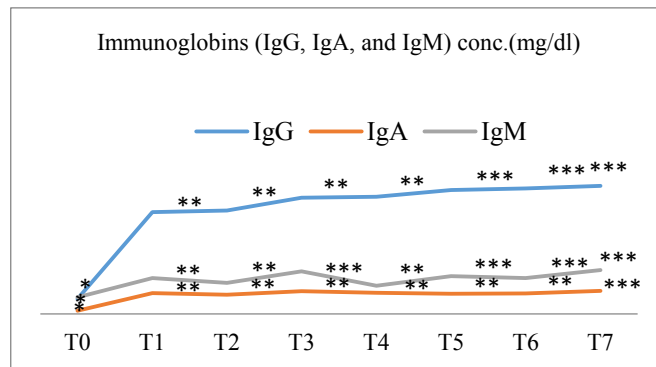 Immunoglobins (IgG, IgA, and IgM) conc.(mg/dl)
IgG IgA IgM
*** ***
** ** ** ** ***
* ** ** *** ** *** *** ***
* ** ** ** ** ** ** ***
*
T0 T1 T2 T3 T4 T5 T6 T7